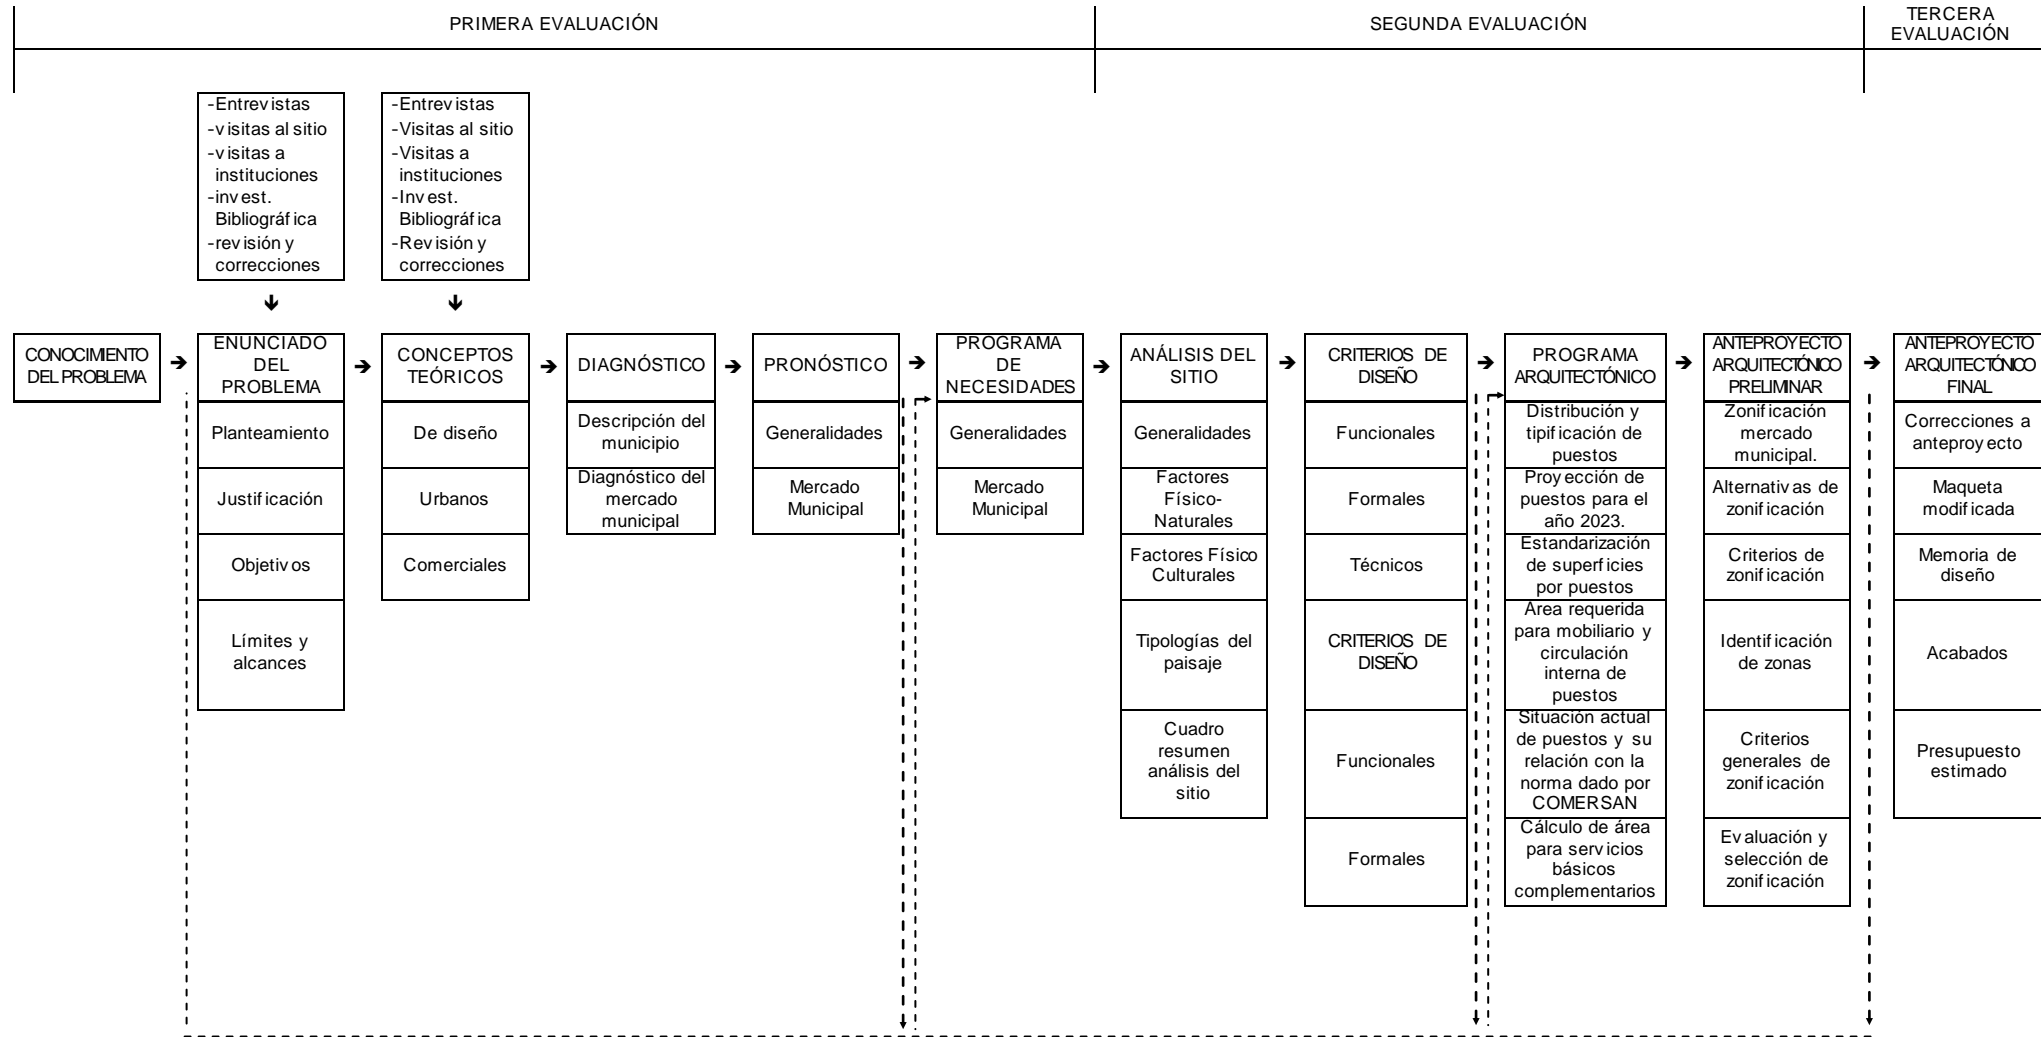 PRIMERA EVALUACIÓN
SEGUNDA EVALUACIÓN
TERCERA
EVALUACIÓN
-Entrevistas
-visitas al sitio
-visitas a
instituciones
-invest.
Bibliográfica
-revisión y
correcciones
-Entrevistas
-Visitas al sitio
-Visitas a
instituciones
-Invest.
Bibliográfica
-Revisión y
correcciones
CONOCIMIENTO
DEL PROBLEMA
ENUNCIADO
DEL
PROBLEMA
Planteamiento
Justificación
Objetivos
Límites y
alcances
CONCEPTOS
TEÓRICOS
De diseño
Urbanos
Comerciales
DIAGNÓSTICO
Descripción del
municipio
Diagnóstico del
mercado
municipal
PRONÓSTICO
Generalidades
Mercado
Municipal
PROGRAMA
DE
NECESIDADES
Generalidades
Mercado
Municipal
ANÁLISIS DEL
SITIO
Generalidades
Factores
Físico-
Naturales
Factores Físico
Culturales
Tipologías del
paisaje
Cuadro
resumen
análisis del
sitio
CRITERIOS DE
DISEÑO
Funcionales
Formales
Técnicos
CRITERIOS DE
DISEÑO
Funcionales
Formales
PROGRAMA
ARQUITECTÓNICO
Distribución y
tipificación de
puestos
Proyección de
puestos para el
año 2023.
Estandarización
de superficies
por puestos
Area requerida
para mobiliario y
circulación
interna de
puestos
Situación actual
de puestos y su
relación con la
norma dado por
COMERSAN
Cálculo de área
para servicios
básicos
complementarios
ANTEPROYECTO
ARQUITECTÓNICO
PRELIMINAR
Zonificación
mercado
municipal.
Alternativas de
zonificación
Criterios de
zonificación
Identificación
de zonas
Criterios
generales de
zonificación
Evaluación y
selección de
zonificación
ANTEPROYECTO
ARQUITECTÓNICO
FINAL
Correcciones a
anteproyecto
Maqueta
modificada
Memoria de
diseño
Acabados
Presupuesto
estimado